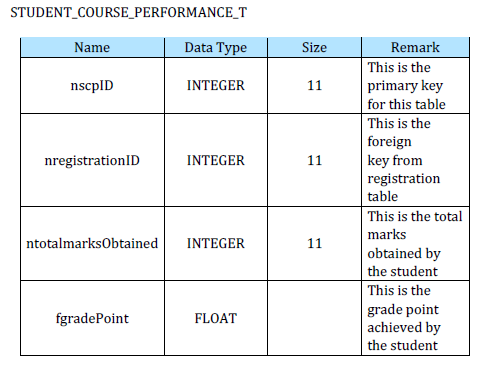 STUDENT_COURSE_PERFORMANCE_T
Name Data Type Size Remark
nscpID INTEGER 11 This is the
primary key
for this table
nregistrationID INTEGER 11 This is the
foreign
key from
registration
table
ntotalmarksObtained INTEGER 11 This is the total
marks
obtained by
the student
fgradePoint FLOAT This is the
grade point
achieved by
the student